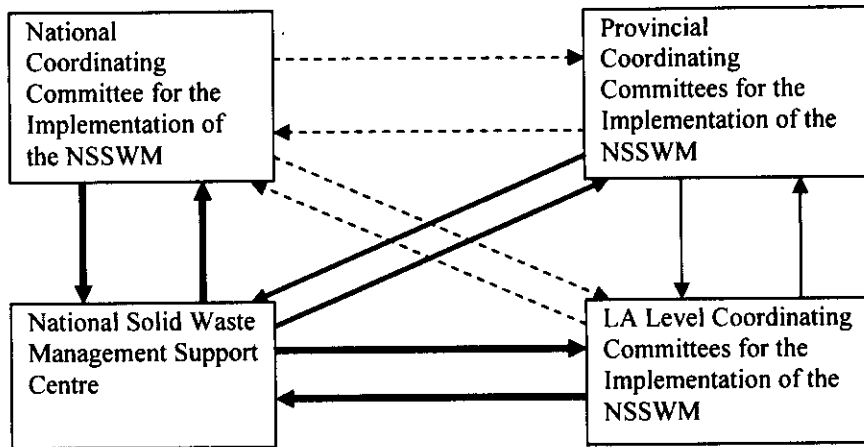 National
Coordinating
Committee for the
Implementation of
the NSSWM
Provincial
Coordinating
Committees for the
Implementation of the
NSSWM
National Solid Waste
Management Support
Centre
LA Level Coordinating
Committees for the
Implementation of the
NSSWM